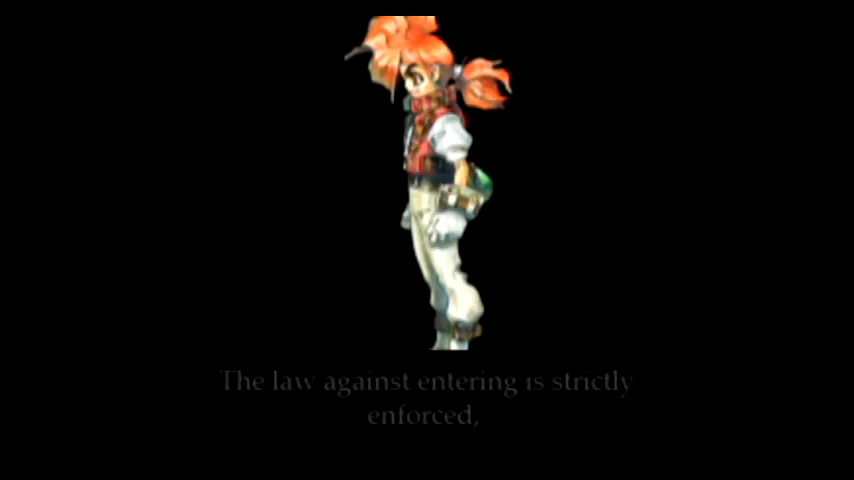 The law against entering is strictly
enforced,